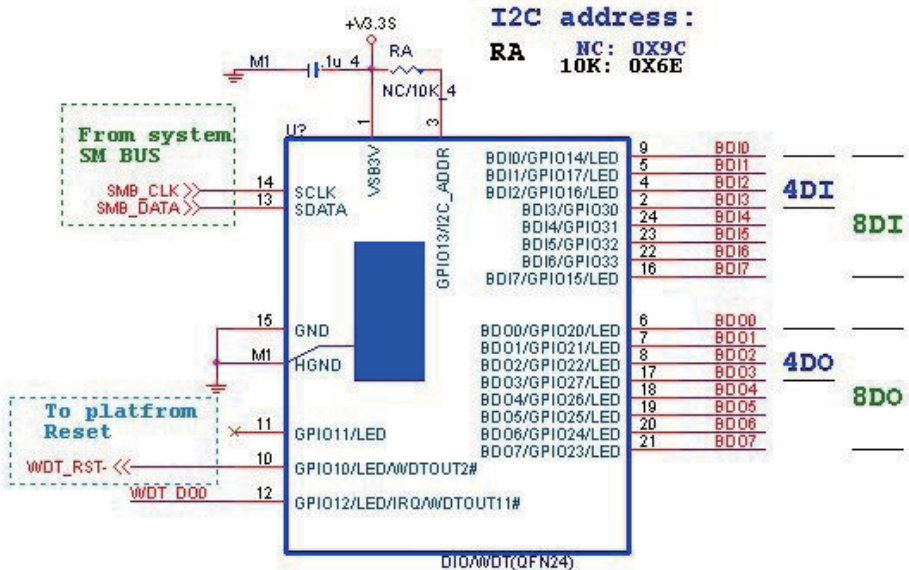 I2C address:
RA NC: 0X9C
10K: 0X6E
+V3.3S
M1 .1u_4 RA
NC/10K_4
From system
SM BUS
U?
1 3
VSB3V
GPIO13/I2C_ADDR
SMB_CLK 14 SCLK
SMB_DATA 13 SDATA
BDI0/GPIO14/LED 9 BDI0
BDI1/GPIO17/LED 5 BDI1
BDI2/GPIO16/LED 4 BDI2
BDI3/GPIO30 2 BDI3
BDI4/GPIO31 24 BDI4
BDI5/GPIO32 23 BDI5
BDI6/GPIO33 22 BDI6
BDI7/GPIO15/LED 16 BDI7
4DI
8DI
15 GND
M1 HGND
BDO0/GPIO20/LED 6 BDO0
BDO1/GPIO21/LED 7 BDO1
BDO2/GPIO22/LED 8 BDO2
BDO3/GPIO27/LED 17 BDO3
BDO4/GPIO26/LED 18 BDO4
BDO5/GPIO25/LED 19 BDO5
BDO6/GPIO24/LED 20 BDO6
BDO7/GPIO23/LED 21 BDO7
4DO
8DO
To platfrom
Reset
11 GPIO11/LED
WDT_RST- 10 GPIO10/LED/WDTOUT2#
WDT_DO0 12 GPIO12/LED/IRQ/WDTOUT11#
DIO/WDT(QFN24)